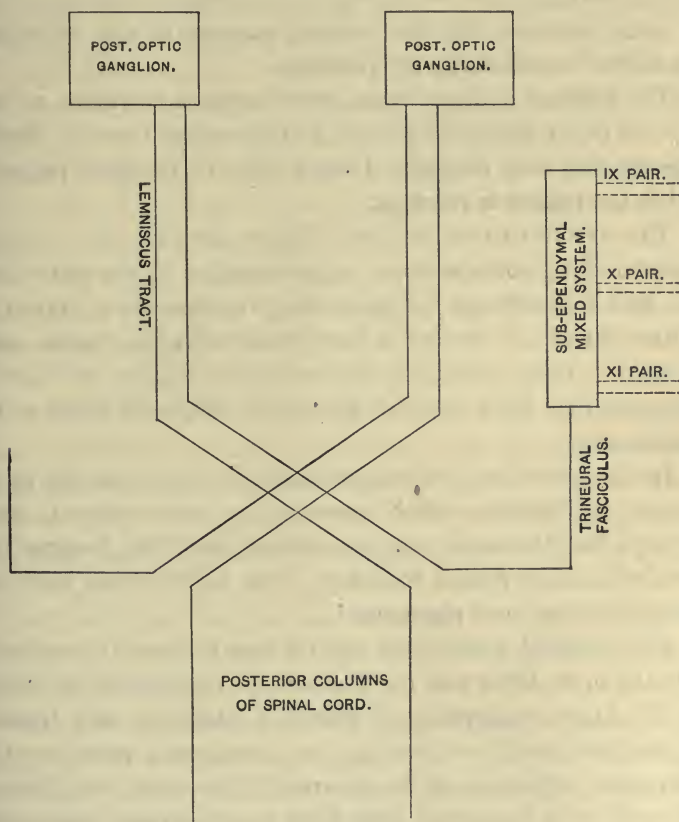 POST. OPTIC
GANGLION.
POST. OPTIC
GANGLION.
LEMNISCUS TRACT.
IX PAIR.
X PAIR.
XI PAIR.
SUB-EPENDYMAL
MIXED SYSTEM.
TRINEURAL
FASCICULUS.
POSTERIOR COLUMNS
OF SPINAL CORD.